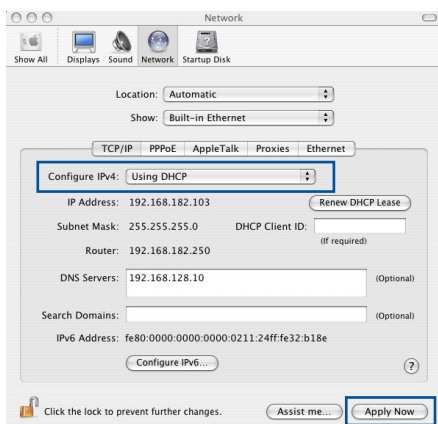 Network
Show All Displays Sound Network Startup Disk
Location: Automatic
Show: Built-in Ethernet
TCP/IP PPPoE AppleTalk Proxies Ethernet
Configure IPv4: Using DHCP
IP Address: 192.168.182.103 Renew DHCP Lease
Subnet Mask: 255.255.255.0 DHCP Client ID:
(If required)
Router: 192.168.182.250
DNS Servers: 192.168.128.10 (Optional)
Search Domains: (Optional)
IPv6 Address: fe80:0000:0000:0000:0211:24ff:fe32:b18e
Configure IPv6... ?
Click the lock to prevent further changes. Assist me... Apply Now